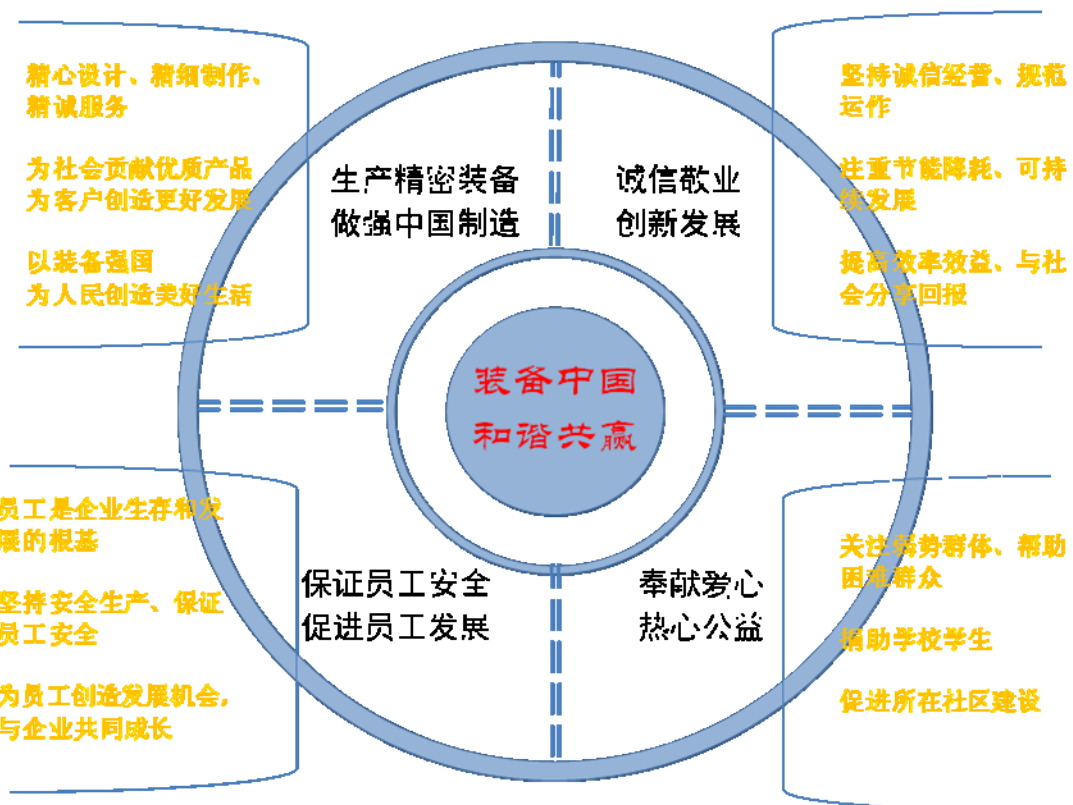 精心设计、精细制作、
精诚服务
为社会贡献优质产品
为客户创造更好发展
以装备强国
为人民创造美好生活
生产精密装备
做强中国制造
诚信敬业
创新发展
坚持诚信经营、规范
运作
注重节能降耗、可持
续发展
提高效率效益、与社
会分享回报
装备中国
和谐共赢
员工是企业生存和发
展的根基
坚持安全生产、保证
员工安全
为员工创造发展机会,
与企业共同成长
保证员工安全
促进员工发展
奉献爱心
热心公益
关注弱势群体、帮助
困难群众
捐助学校学生
促进所在社区建设